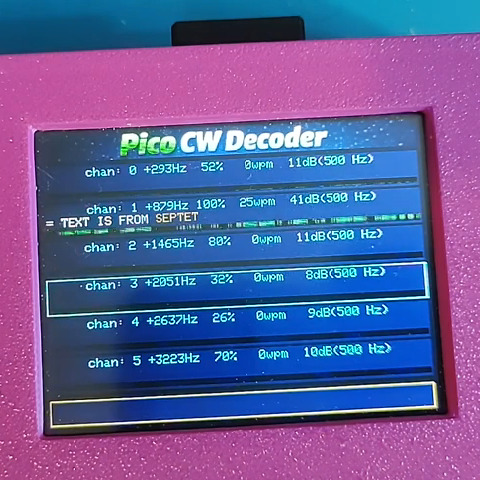 Pico CW Decoder
chan: 0 +293Hz 52% 0wpm 11dB(500 Hz)
chan: 1 +879Hz 100% 25wpm 41dB(500 Hz)
= TEXT IS FROM SEPTET
chan: 2 +1465Hz 80% 0wpm 11dB(500 Hz)
chan: 3 +2051Hz 32% 0wpm 8dB(500 Hz)
chan: 4 +2637Hz 26% 0wpm 9dB(500 Hz)
chan: 5 +3223Hz 70% 0wpm 10dB(500 Hz)